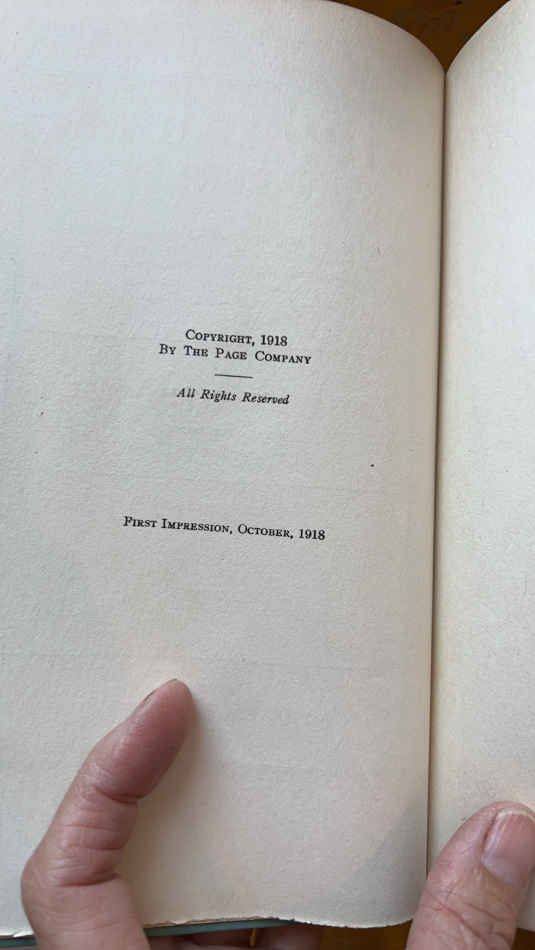 Copyright, 1918
By The Page Company
All Rights Reserved
First Impression, October, 1918